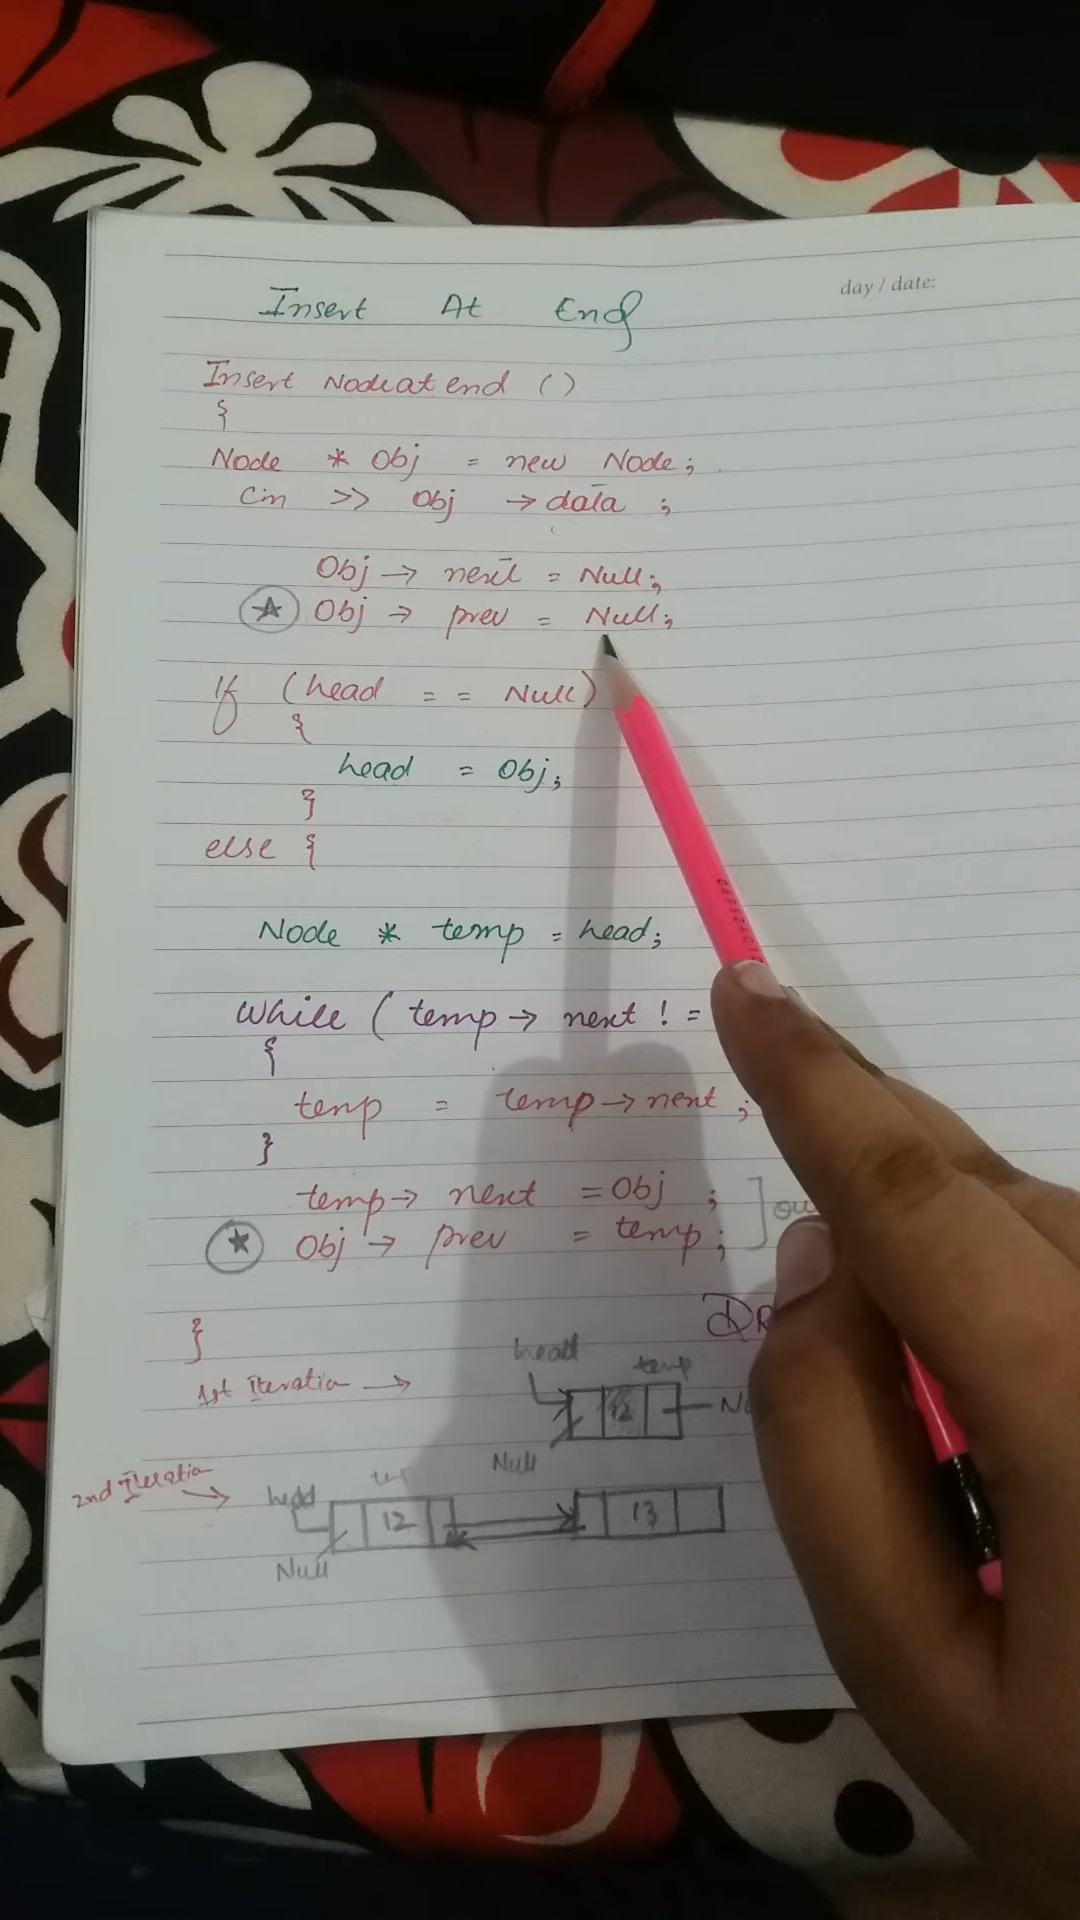 day / date:
Insert At End
Insert Node at end ()
{
Node * Obj = new Node;
Cin >> Obj → data ;
Obj → next = Null;
Obj → prev = Null;
If (head = = Null)
{
head = Obj;
}
else {
Node * temp = head;
while ( temp → next ! =
{
temp = temp → next ;
}
temp → next = Obj ;
Obj → prev = temp;
}
head
temp
1st Iteration →
12
Null
2nd Iteration →
head
12
13
Null